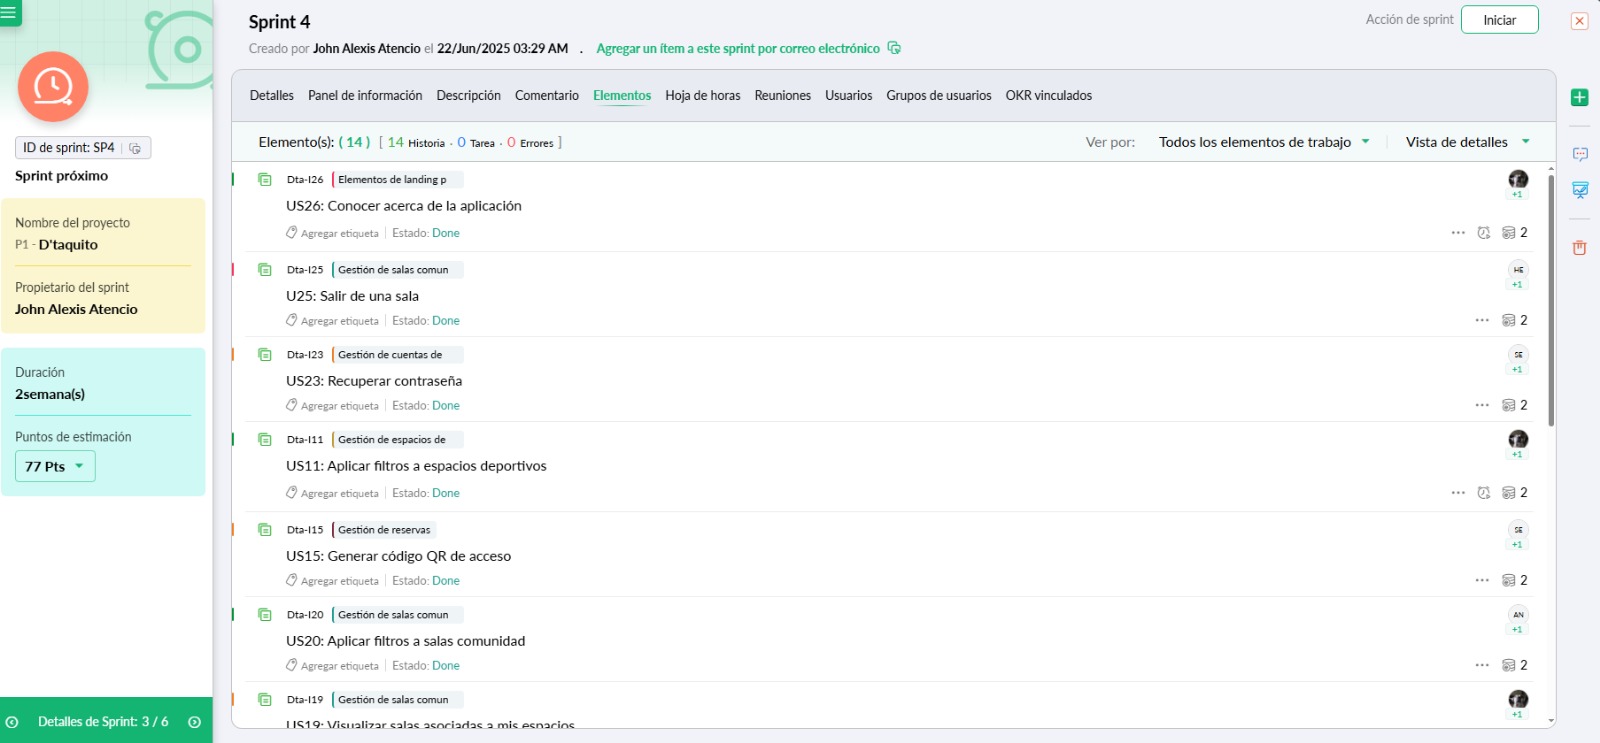 Sprint 4
Acción de sprint Iniciar
Creado por John Alexis Atencio el 22/Jun/2025 03:29 AM . Agregar un ítem a este sprint por correo electrónico
ID de sprint: SP4
Sprint próximo
Nombre del proyecto
P1 - D'taquito
Propietario del sprint
John Alexis Atencio
Duración
2semana(s)
Puntos de estimación
77 Pts
Detalles de Sprint: 3 / 6
Detalles Panel de información Descripción Comentario Elementos Hoja de horas Reuniones Usuarios Grupos de usuarios OKR vinculados
Elemento(s): ( 14 ) [ 14 Historia · 0 Tarea · 0 Errores ] Ver por: Todos los elementos de trabajo Vista de detalles
Dta-I26 Elementos de landing p
+1
US26: Conocer acerca de la aplicación
Agregar etiqueta Estado: Done 2
Dta-I25 Gestión de salas comun HE
+1
U25: Salir de una sala
Agregar etiqueta Estado: Done 2
Dta-I23 Gestión de cuentas de SE
+1
US23: Recuperar contraseña
Agregar etiqueta Estado: Done 2
Dta-I11 Gestión de espacios de
+1
US11: Aplicar filtros a espacios deportivos
Agregar etiqueta Estado: Done 2
Dta-I15 Gestión de reservas SE
+1
US15: Generar código QR de acceso
Agregar etiqueta Estado: Done 2
Dta-I20 Gestión de salas comun AN
+1
US20: Aplicar filtros a salas comunidad
Agregar etiqueta Estado: Done 2
Dta-I19 Gestión de salas comun
+1
US19: Visualizar salas asociadas a mis espacios